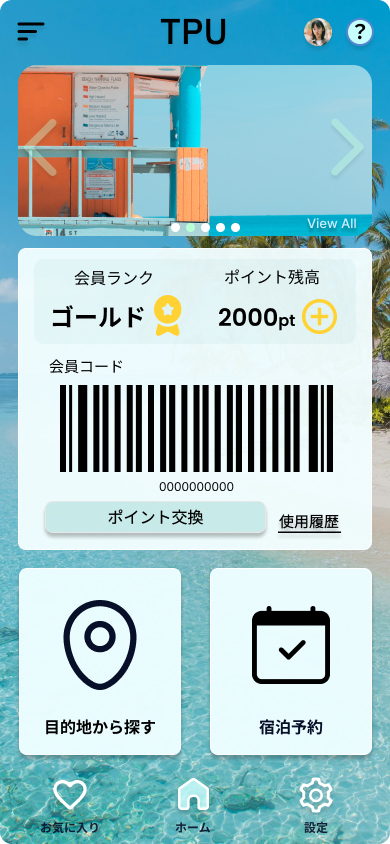 TPU
?
BEACH WARNING FLAGS
14 ST
View All
会員ランク
ポイント残高
ゴールド
2000pt
会員コード
0000000000
ポイント交換
使用履歴
目的地から探す
宿泊予約
お気に入り
ホーム
設定